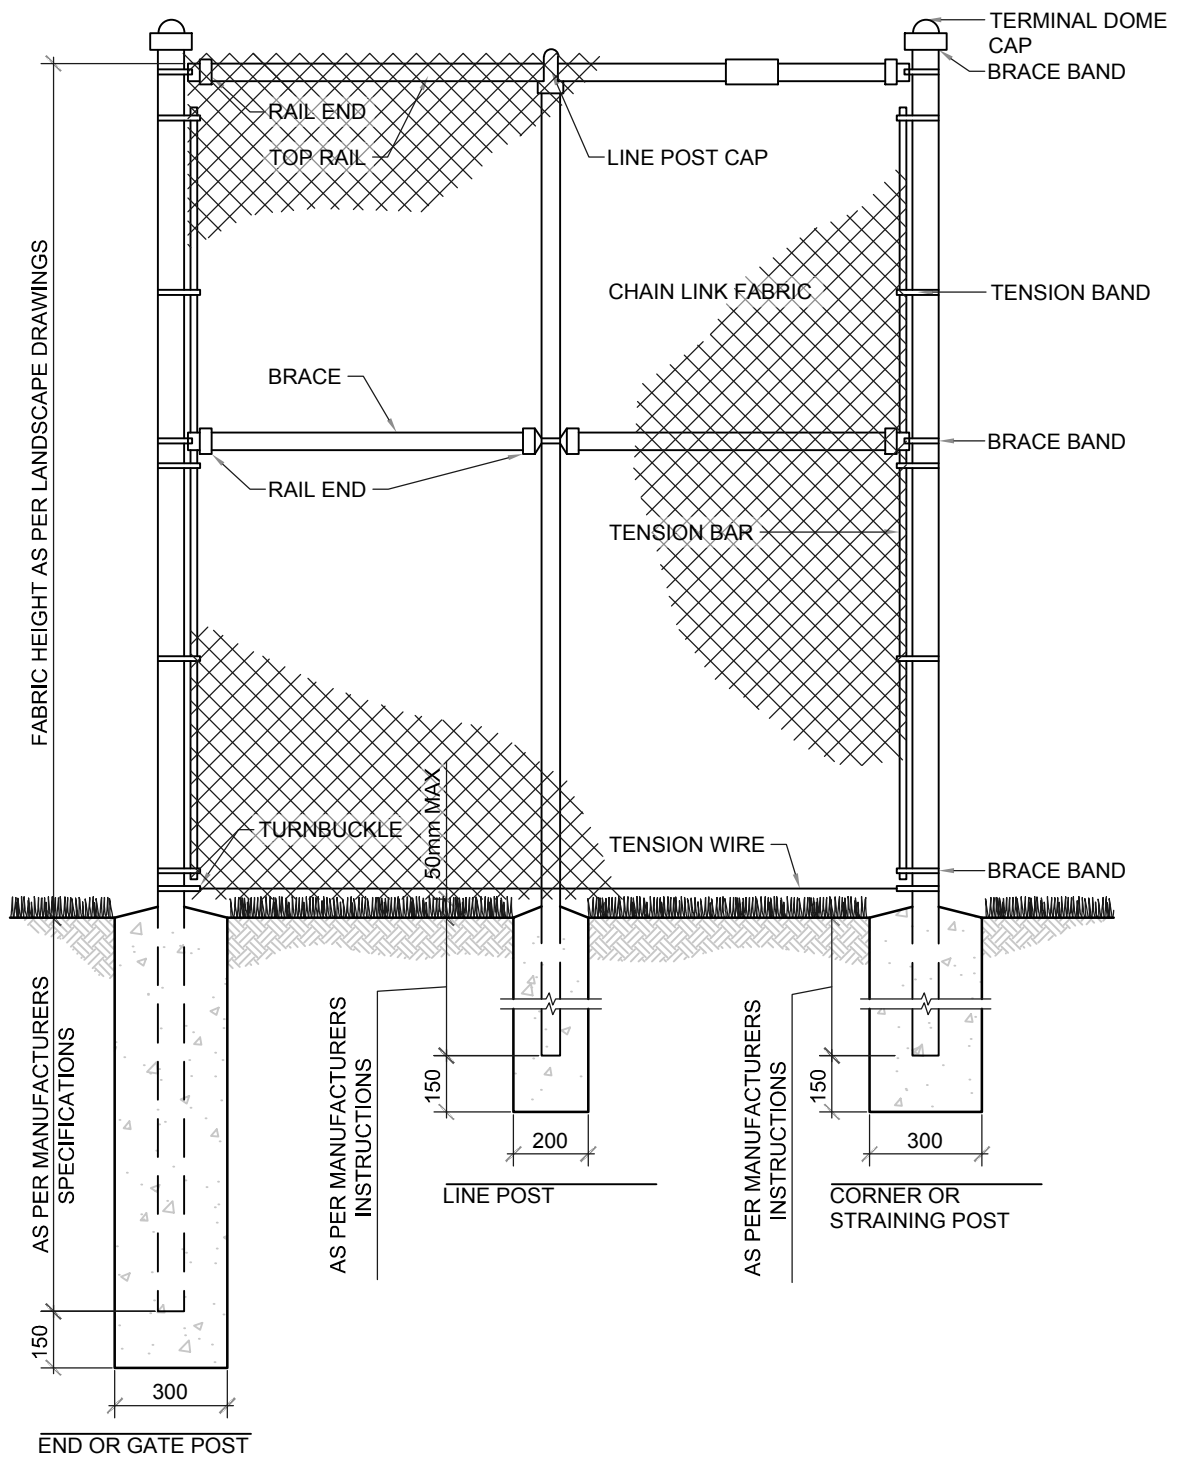 TERMINAL DOME
CAP
BRACE BAND
RAIL END
TOP RAIL
LINE POST CAP
FABRIC HEIGHT AS PER LANDSCAPE DRAWINGS
CHAIN LINK FABRIC
TENSION BAND
BRACE
BRACE BAND
RAIL END
TENSION BAR
50mm MAX
TURNBUCKLE
TENSION WIRE
BRACE BAND
AS PER MANUFACTURERS
SPECIFICATIONS
AS PER MANUFACTURERS
INSTRUCTIONS
150
AS PER MANUFACTURERS
INSTRUCTIONS
150
200
300
LINE POST
CORNER OR
STRAINING POST
150
300
END OR GATE POST